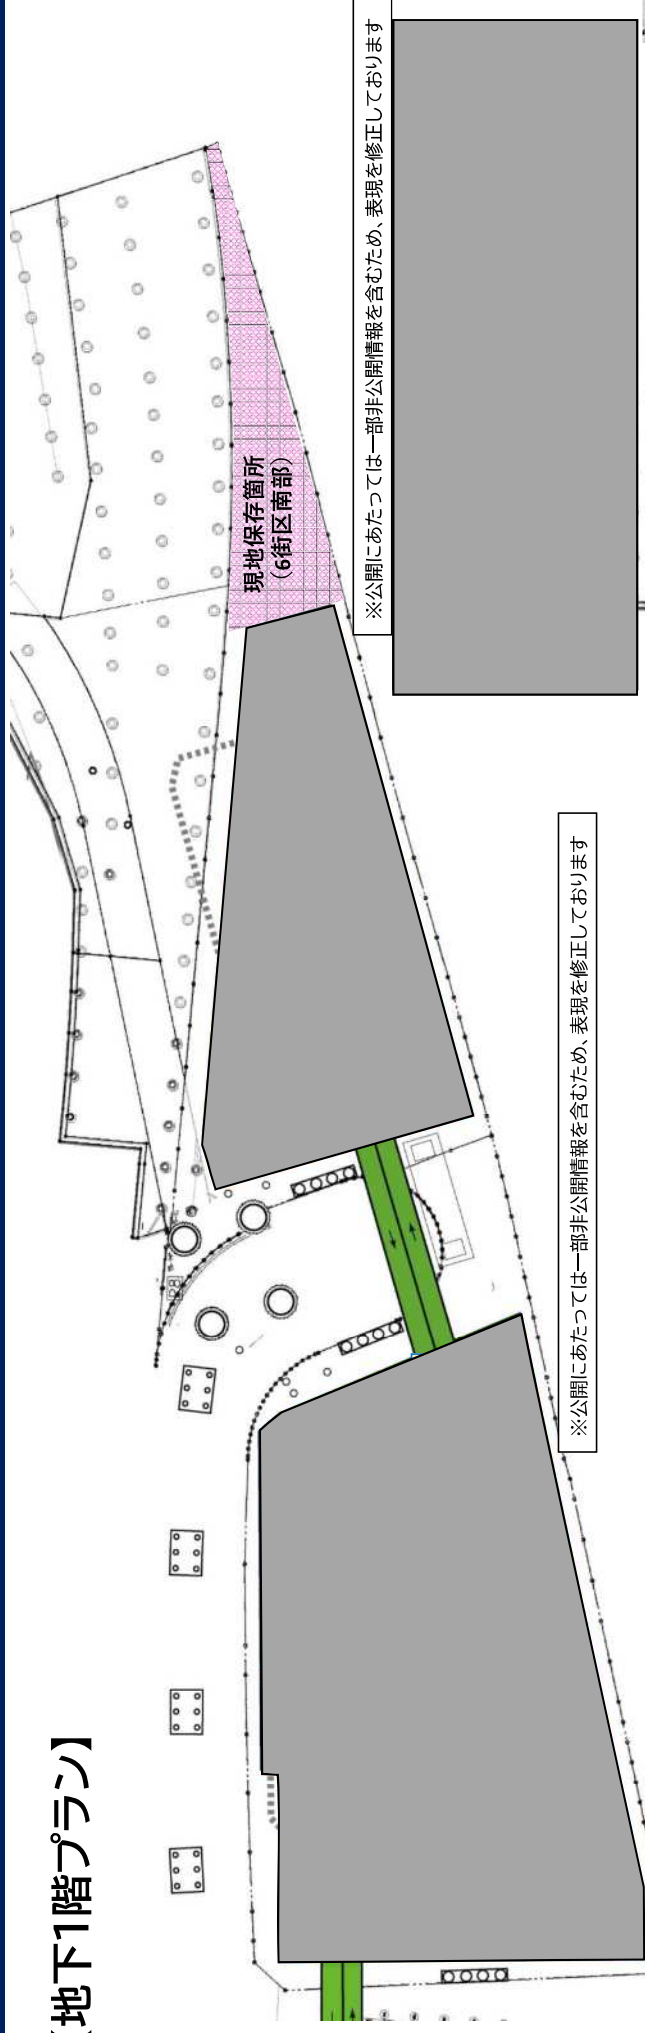 地下1階プラン】
現地保存箇所
（6街区南部）
※公開にあたっては一部非公開情報を含むため、表現を修正しております
※公開にあたっては一部非公開情報を含むため、表現を修正しております